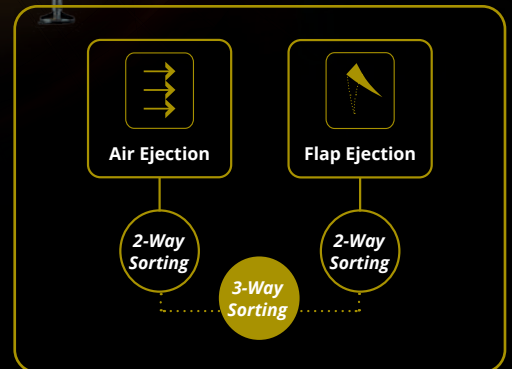 Air Ejection
Flap Ejection
2-Way
Sorting
2-Way
Sorting
3-Way
Sorting